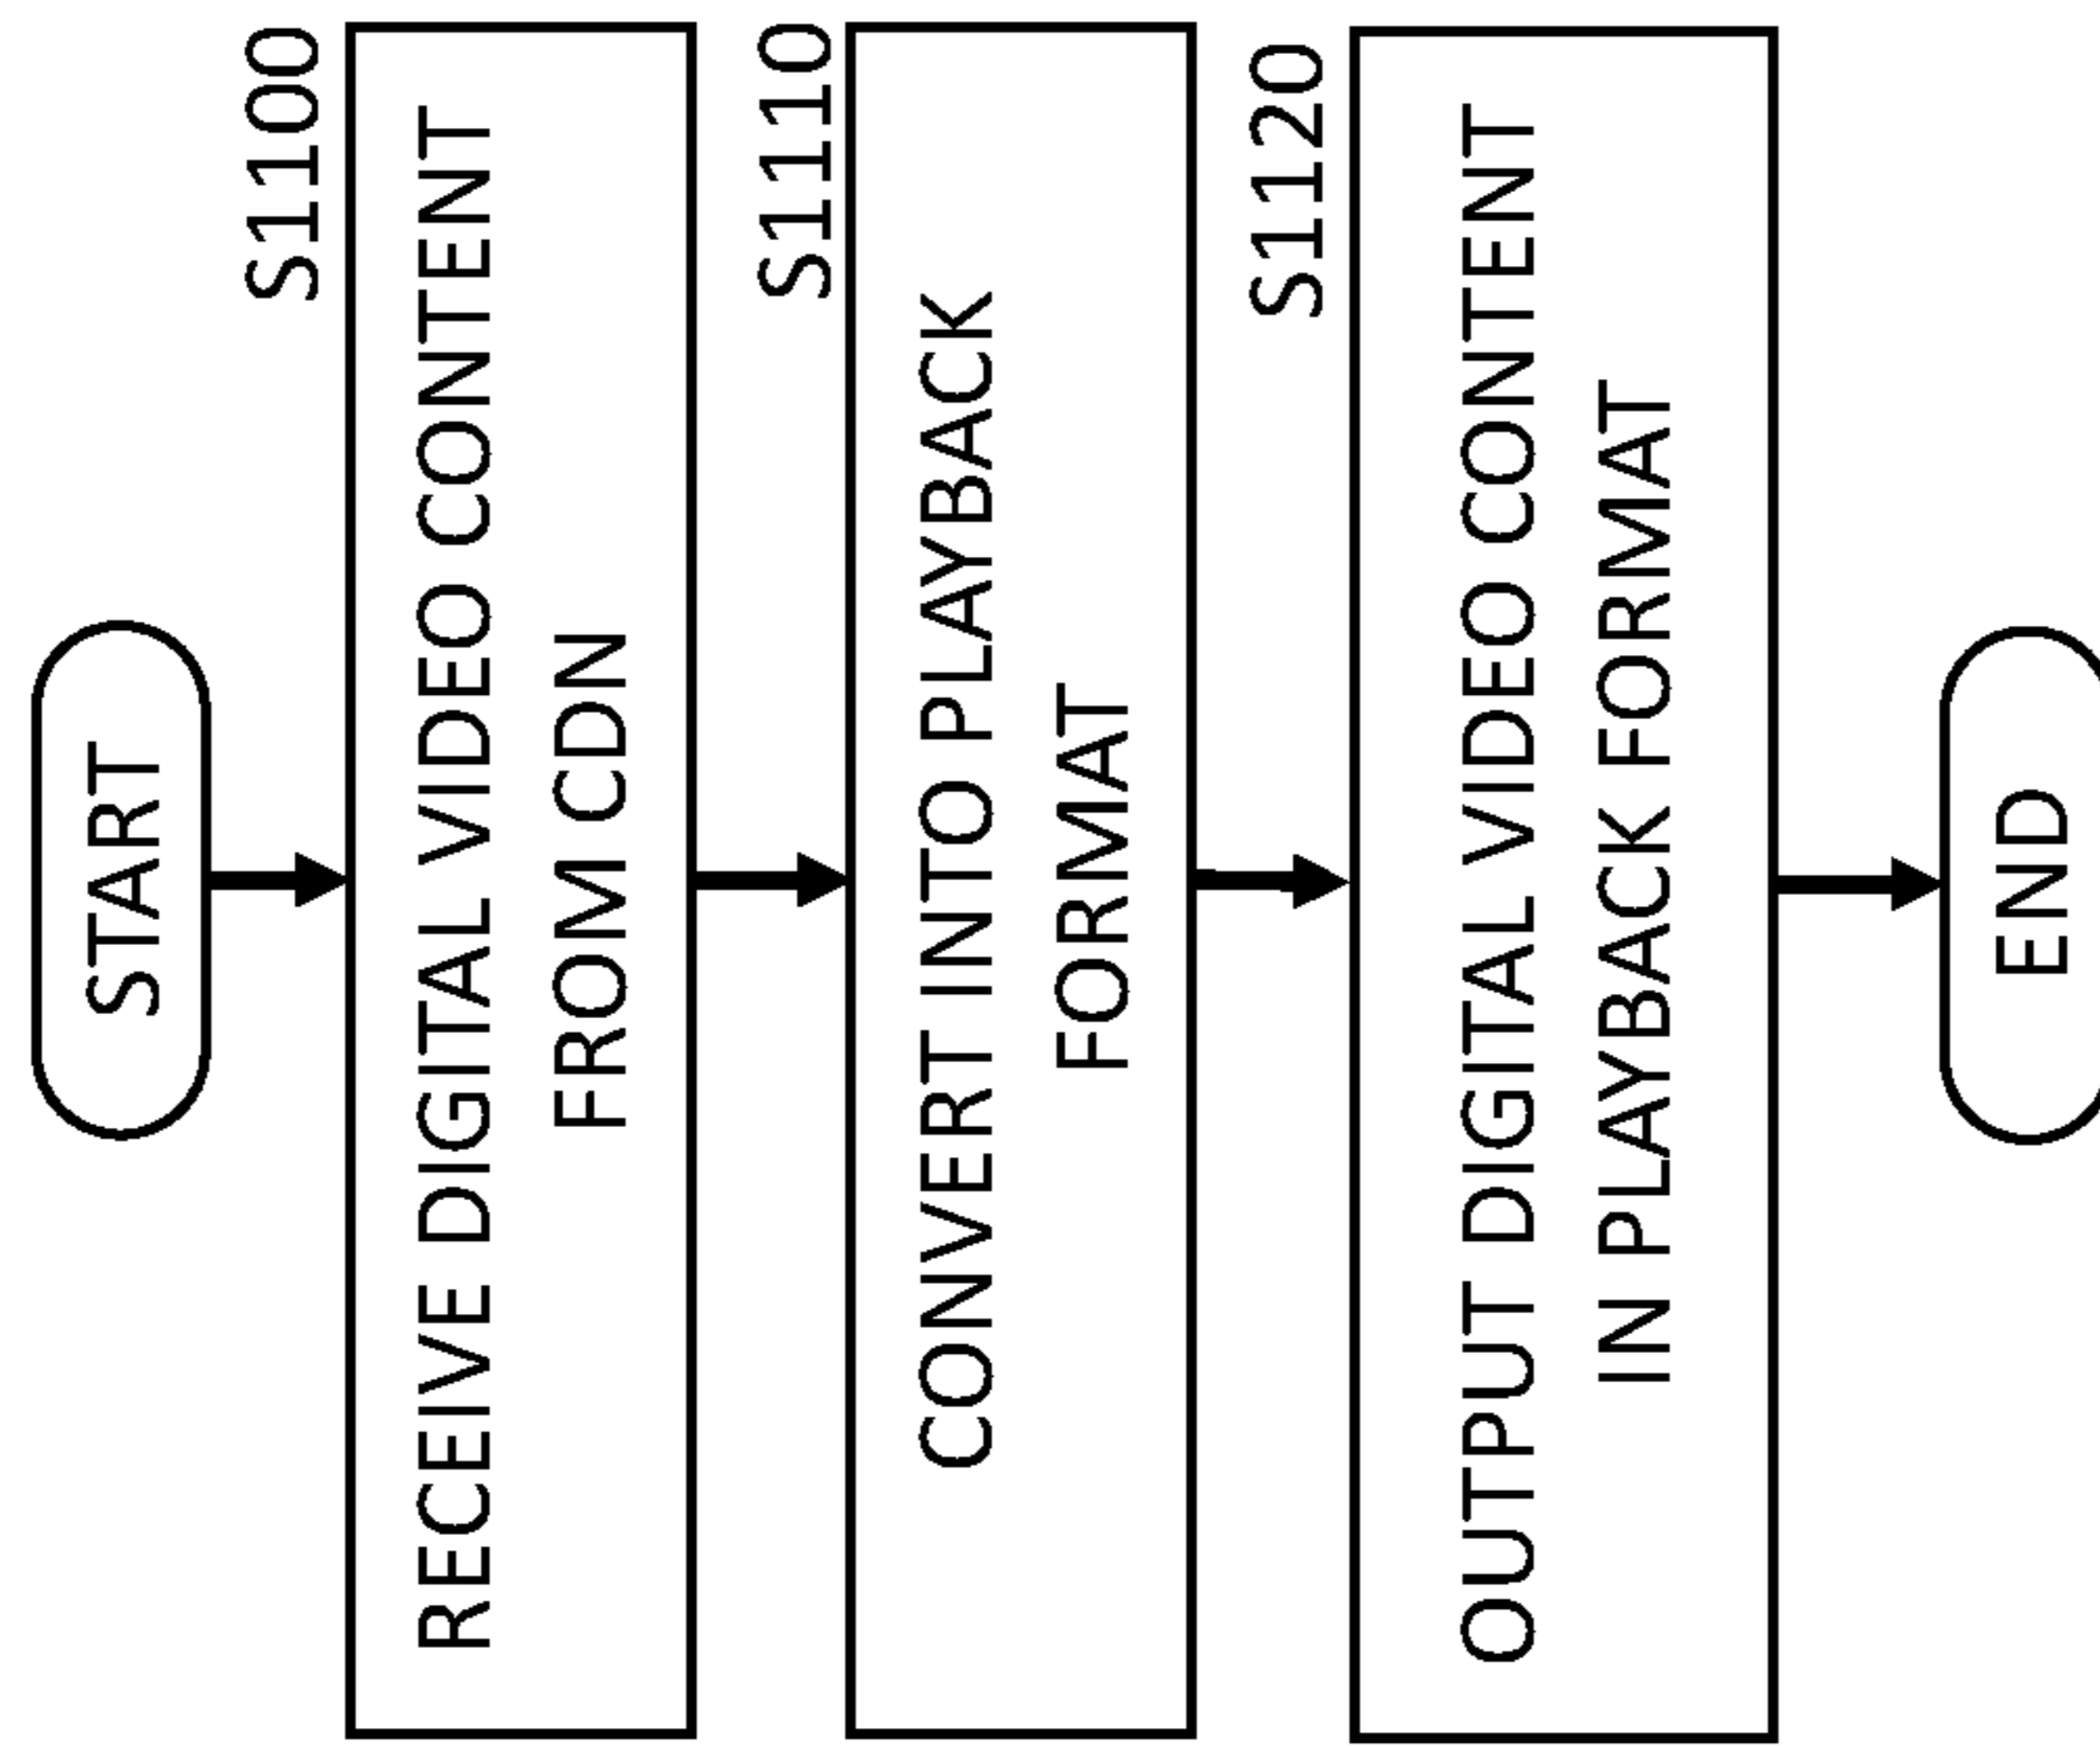 START
S1100
RECEIVE DIGITAL VIDEO CONTENT
FROM CDN
S1110
CONVERT INTO PLAYBACK
FORMAT
S1120
OUTPUT DIGITAL VIDEO CONTENT
IN PLAYBACK FORMAT
END